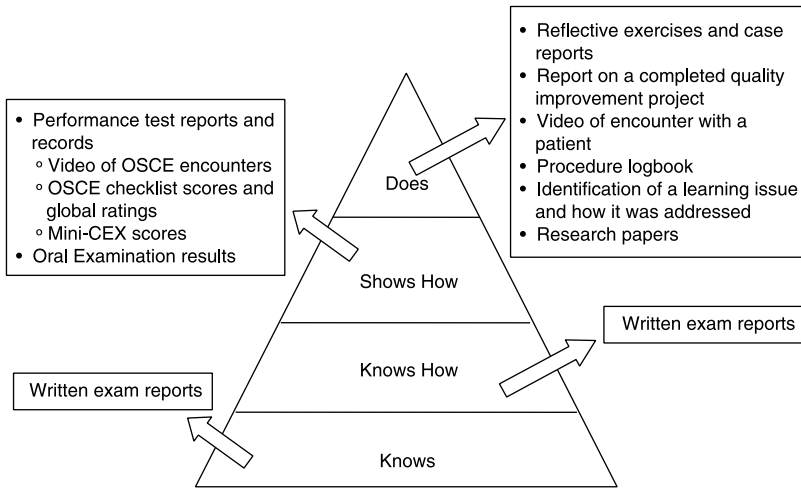 • Reflective exercises and case
reports
• Report on a completed quality
improvement project
• Video of encounter with a
patient
• Procedure logbook
• Identification of a learning issue
and how it was addressed
• Research papers
• Performance test reports and
records
○ Video of OSCE encounters
○ OSCE checklist scores and
global ratings
○ Mini-CEX scores
• Oral Examination results
Does
Shows How
Written exam reports
Knows How
Written exam reports
Knows